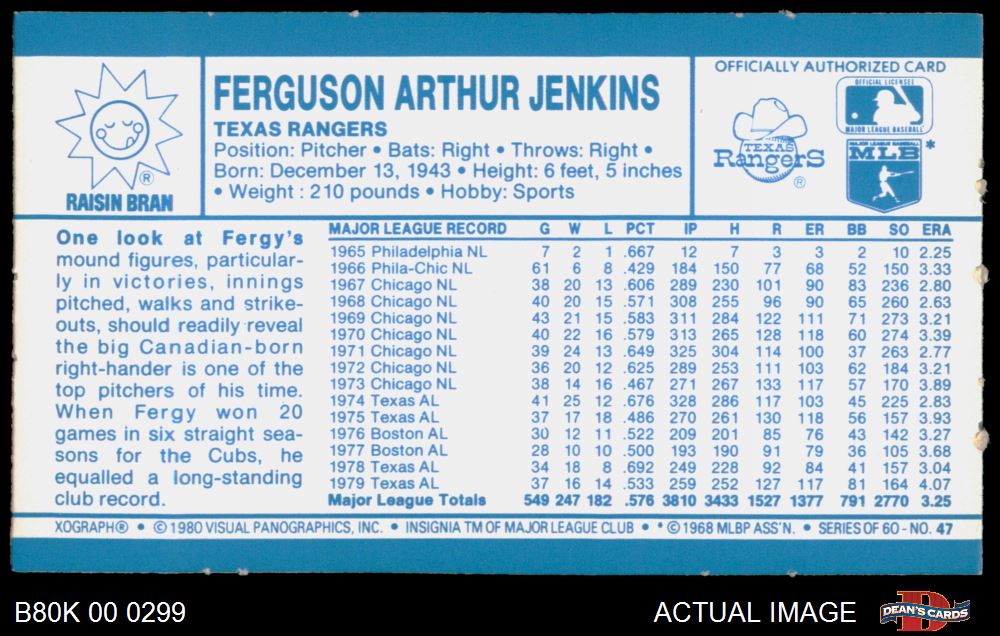 FERGUSON ARTHUR JENKINS
TEXAS RANGERS
Position: Pitcher • Bats: Right • Throws: Right •
Born: December 13, 1943 • Height: 6 feet, 5 inches
• Weight : 210 pounds • Hobby: Sports
®
RAISIN BRAN
OFFICIALLY AUTHORIZED CARD
OFFICIAL LICENSEE
MAJOR LEAGUE BASEBALL
TEXAS
RangerS
®
MAJOR LEAGUE BASEBALL
MLB *
One look at Fergy's
mound figures, particular-
ly in victories, innings
pitched, walks and strike-
outs, should readily reveal
the big Canadian-born
right-hander is one of the
top pitchers of his time.
When Fergy won 20
games in six straight sea-
sons for the Cubs, he
equalled a long-standing
club record.
MAJOR LEAGUE RECORD G W L PCT IP H R ER BB SO ERA
1965 Philadelphia NL 7 2 1 .667 12 7 3 3 2 10 2.25
1966 Phila-Chic NL 61 6 8 .429 184 150 77 68 52 150 3.33
1967 Chicago NL 38 20 13 .606 289 230 101 90 83 236 2.80
1968 Chicago NL 40 20 15 .571 308 255 96 90 65 260 2.63
1969 Chicago NL 43 21 15 .583 311 284 122 111 71 273 3.21
1970 Chicago NL 40 22 16 .579 313 265 128 118 60 274 3.39
1971 Chicago NL 39 24 13 .649 325 304 114 100 37 263 2.77
1972 Chicago NL 36 20 12 .625 289 253 111 103 62 184 3.21
1973 Chicago NL 38 14 16 .467 271 267 133 117 57 170 3.89
1974 Texas AL 41 25 12 .676 328 286 117 103 45 225 2.83
1975 Texas AL 37 17 18 .486 270 261 130 118 56 157 3.93
1976 Boston AL 30 12 11 .522 209 201 85 76 43 142 3.27
1977 Boston AL 28 10 10 .500 193 190 91 79 36 105 3.68
1978 Texas AL 34 18 8 .692 249 228 92 84 41 157 3.04
1979 Texas AL 37 16 14 .533 259 252 127 117 81 164 4.07
Major League Totals 549 247 182 .576 3810 3433 1527 1377 791 2770 3.25
XOGRAPH® • © 1980 VISUAL PANOGRAPHICS, INC. • INSIGNIA TM OF MAJOR LEAGUE CLUB • * © 1968 MLBP ASS'N. • SERIES OF 60 - NO. 47
B80K 00 0299
ACTUAL IMAGE
D
DEAN'S CARDS